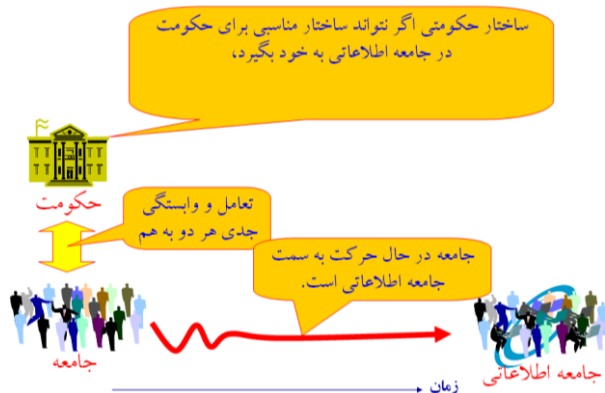 ساختار حکومتی اگر نتواند ساختار مناسبی برای حکومت
در جامعه اطلاعاتی به خود بگیرد،
حکومت
تعامل و وابستگی
جدی هر دو به هم
جامعه در حال حرکت به سمت
جامعه اطلاعاتی است.
جامعه
جامعه اطلاعاتی
زمان